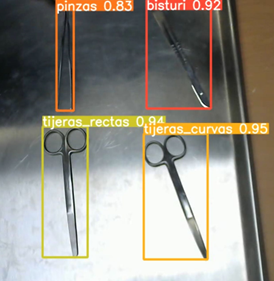 pinzas 0.83
bisturi 0.92
tijeras_rectas 0.94
tijeras_curvas 0.95